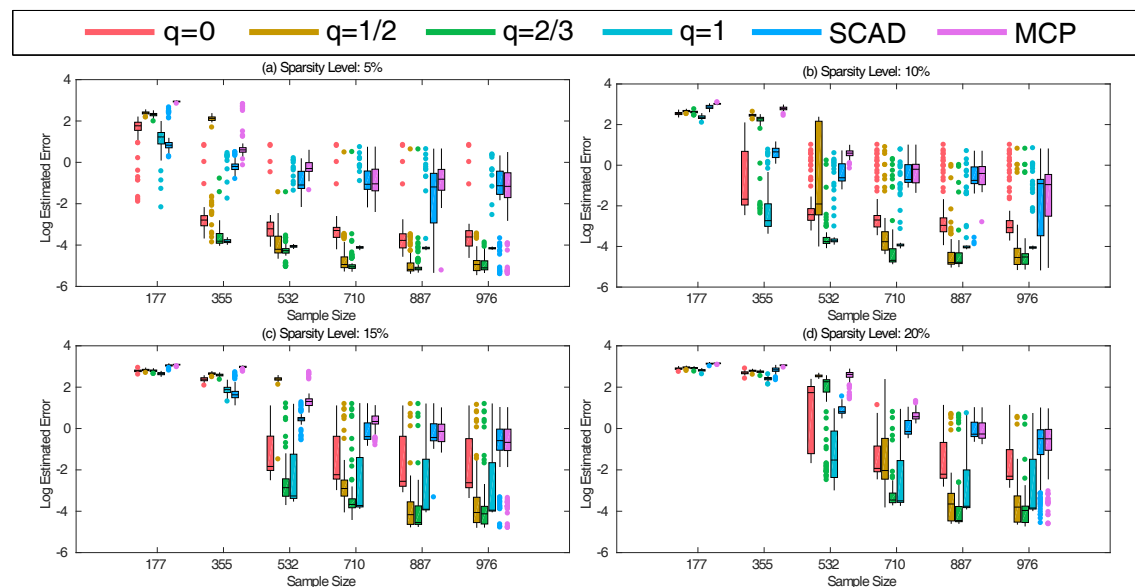 q=0 q=1/2 q=2/3 q=1 SCAD MCP
(a) Sparsity Level: 5%
Log Estimated Error
4
2
0
-2
-4
-6
177 355 532 710 887 976
Sample Size
(b) Sparsity Level: 10%
Log Estimated Error
4
2
0
-2
-4
-6
177 355 532 710 887 976
Sample Size
(c) Sparsity Level: 15%
Log Estimated Error
4
2
0
-2
-4
-6
177 355 532 710 887 976
Sample Size
(d) Sparsity Level: 20%
Log Estimated Error
4
2
0
-2
-4
-6
177 355 532 710 887 976
Sample Size